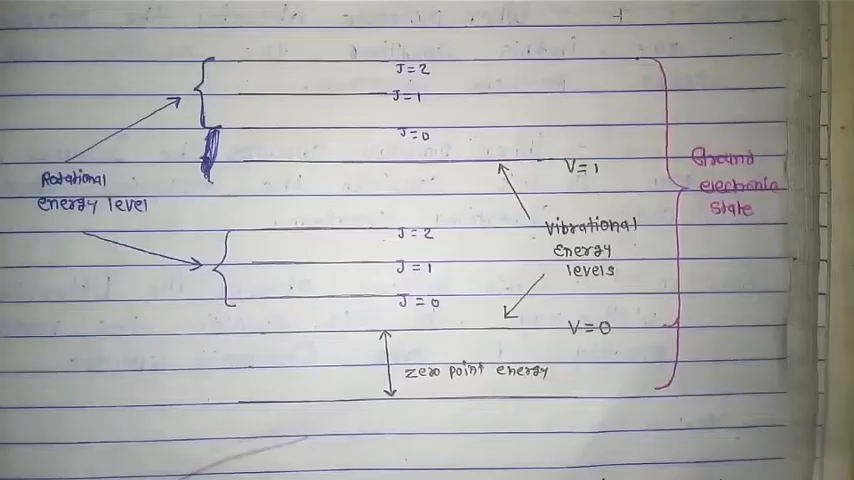 J=2
J=1
J=0
V=1
Rotational
energy level
Ground
electronic
state
J=2
J=1
J=0
Vibrational
energy
levels
V=0
zero point energy